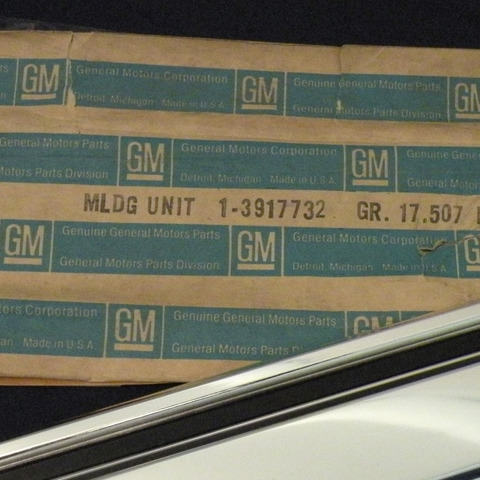 GM General Motors Corporation GM Genuine General Motors Parts GM
Detroit, Michigan Made in U.S.A. General Motors Parts Division
General Motors Parts GM General Motors Corporation GM Genuine
Motors Parts Division Detroit, Michigan Made in U.S.A. General Motors
MLDG UNIT 1-3917732 GR. 17.507
GM Genuine General Motors Parts GM General Motors Corporation
General Motors Parts Division Detroit, Michigan Made in U.S.A.
Corporation GM Genuine General Motors Parts GM
Made in U.S.A. General Motors Parts